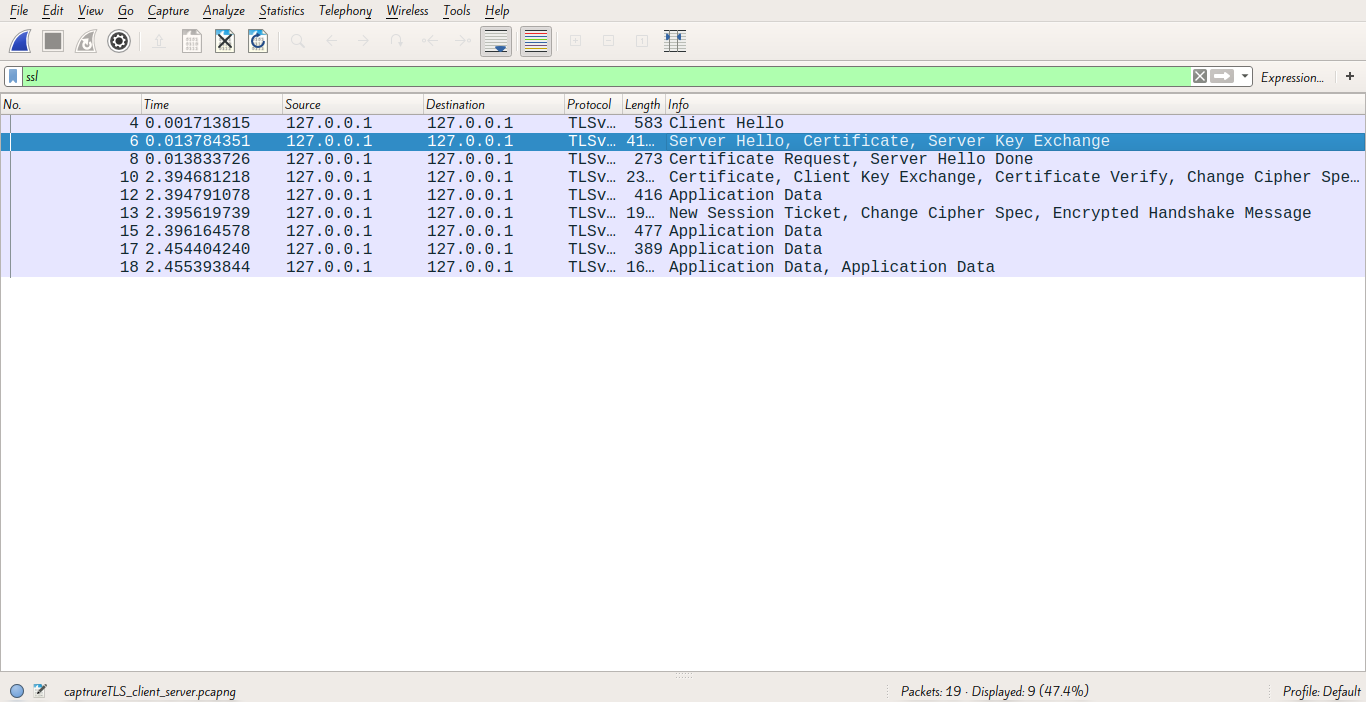 File Edit View Go Capture Analyze Statistics Telephony Wireless Tools Help
ssl Expression… +
No. Time Source Destination Protocol Length Info
4 0.001713815 127.0.0.1 127.0.0.1 TLSv… 583 Client Hello
6 0.013784351 127.0.0.1 127.0.0.1 TLSv… 41… Server Hello, Certificate, Server Key Exchange
8 0.013833726 127.0.0.1 127.0.0.1 TLSv… 273 Certificate Request, Server Hello Done
10 2.394681218 127.0.0.1 127.0.0.1 TLSv… 23… Certificate, Client Key Exchange, Certificate Verify, Change Cipher Spe…
12 2.394791078 127.0.0.1 127.0.0.1 TLSv… 416 Application Data
13 2.395619739 127.0.0.1 127.0.0.1 TLSv… 19… New Session Ticket, Change Cipher Spec, Encrypted Handshake Message
15 2.396164578 127.0.0.1 127.0.0.1 TLSv… 477 Application Data
17 2.454404240 127.0.0.1 127.0.0.1 TLSv… 389 Application Data
18 2.455393844 127.0.0.1 127.0.0.1 TLSv… 16… Application Data, Application Data
captrureTLS_client_server.pcapng Packets: 19 · Displayed: 9 (47.4%) Profile: Default